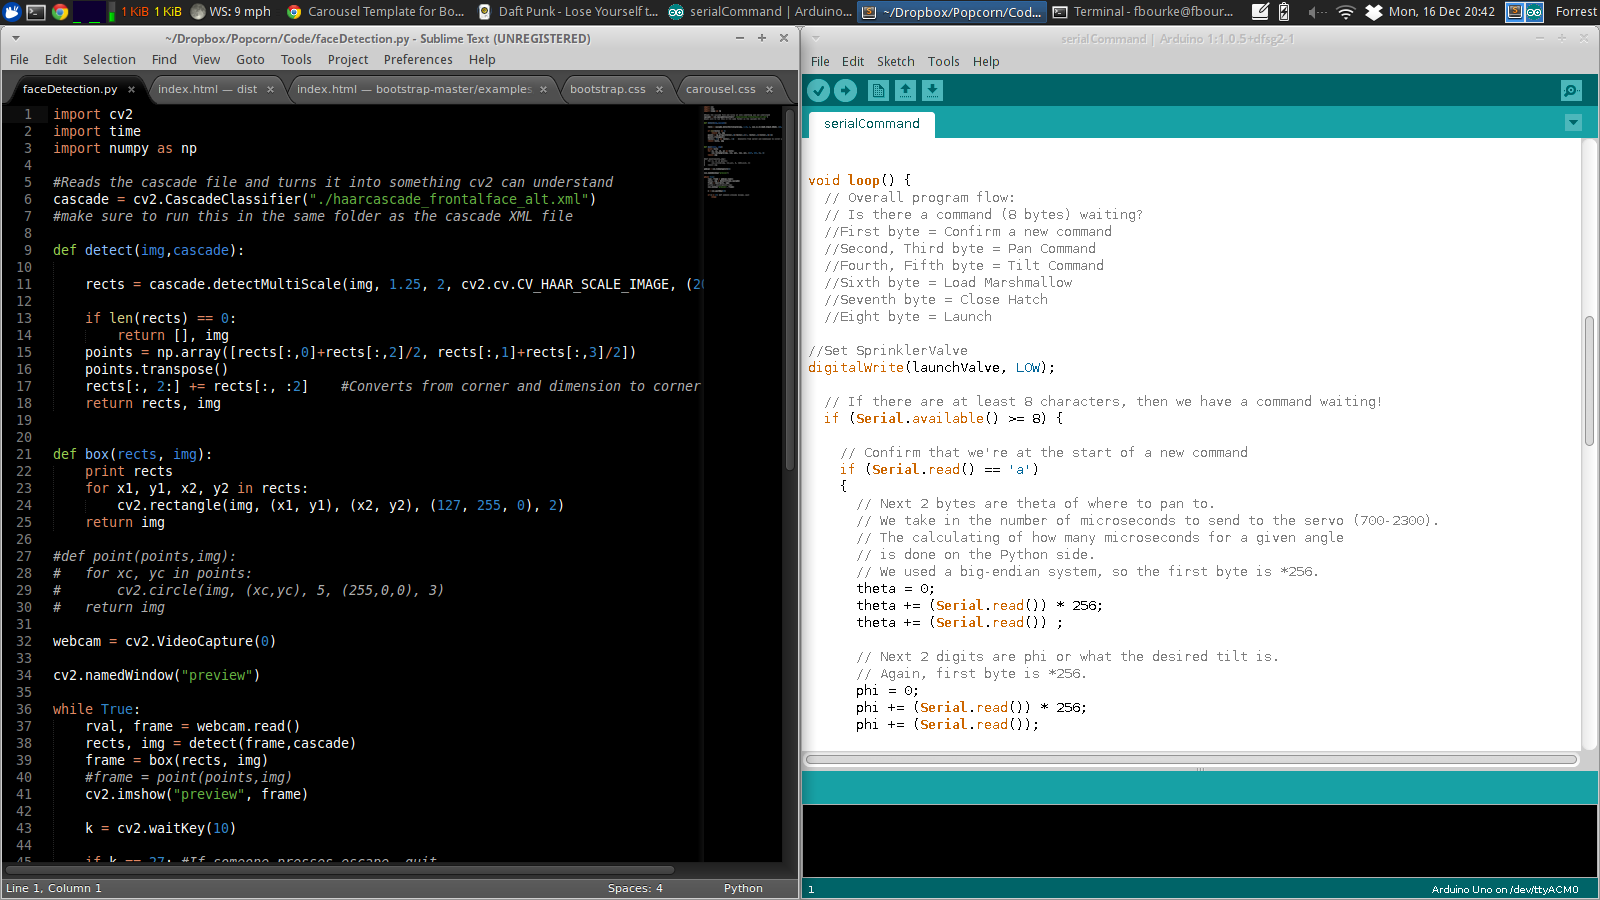 1 KiB 1 KiB WS: 9 mph Carousel Template for Bo... Daft Punk - Lose Yourself t... serialCommand | Arduino... ~/Dropbox/Popcorn/Cod... Terminal - fbourke@fbour... Mon, 16 Dec 20:42 Forrest
~/Dropbox/Popcorn/Code/faceDetection.py - Sublime Text (UNREGISTERED)
File Edit Selection Find View Goto Tools Project Preferences Help
faceDetection.py index.html — dist index.html — bootstrap-master/examples bootstrap.css carousel.css
1 import cv2
2 import time
3 import numpy as np
4
5 #Reads the cascade file and turns it into something cv2 can understand
6 cascade = cv2.CascadeClassifier("./haarcascade_frontalface_alt.xml")
7 #make sure to run this in the same folder as the cascade XML file
8
9 def detect(img,cascade):
10
11 rects = cascade.detectMultiScale(img, 1.25, 2, cv2.cv.CV_HAAR_SCALE_IMAGE, (20
12
13 if len(rects) == 0:
14 return [], img
15 points = np.array([rects[:,0]+rects[:,2]/2, rects[:,1]+rects[:,3]/2])
16 points.transpose()
17 rects[:, 2:] += rects[:, :2] #Converts from corner and dimension to corner
18 return rects, img
19
20
21 def box(rects, img):
22 print rects
23 for x1, y1, x2, y2 in rects:
24 cv2.rectangle(img, (x1, y1), (x2, y2), (127, 255, 0), 2)
25 return img
26
27 #def point(points,img):
28 # for xc, yc in points:
29 # cv2.circle(img, (xc,yc), 5, (255,0,0), 3)
30 # return img
31
32 webcam = cv2.VideoCapture(0)
33
34 cv2.namedWindow("preview")
35
36 while True:
37 rval, frame = webcam.read()
38 rects, img = detect(frame,cascade)
39 frame = box(rects, img)
40 #frame = point(points,img)
41 cv2.imshow("preview", frame)
42
43 k = cv2.waitKey(10)
44
45 if k == 27: #If someone presses escape, quit
Line 1, Column 1 Spaces: 4 Python
serialCommand | Arduino 1:1.0.5+dfsg2-1
File Edit Sketch Tools Help
serialCommand
void loop() {
// Overall program flow:
// Is there a command (8 bytes) waiting?
//First byte = Confirm a new command
//Second, Third byte = Pan Command
//Fourth, Fifth byte = Tilt Command
//Sixth byte = Load Marshmallow
//Seventh byte = Close Hatch
//Eight byte = Launch
//Set SprinklerValve
digitalWrite(launchValve, LOW);
// If there are at least 8 characters, then we have a command waiting!
if (Serial.available() >= 8) {
// Confirm that we're at the start of a new command
if (Serial.read() == 'a')
{
// Next 2 bytes are theta of where to pan to.
// We take in the number of microseconds to send to the servo (700-2300).
// The calculating of how many microseconds for a given angle
// is done on the Python side.
// We used a big-endian system, so the first byte is *256.
theta = 0;
theta += (Serial.read()) * 256;
theta += (Serial.read()) ;
// Next 2 digits are phi or what the desired tilt is.
// Again, first byte is *256.
phi = 0;
phi += (Serial.read()) * 256;
phi += (Serial.read());
1 Arduino Uno on /dev/ttyACM0